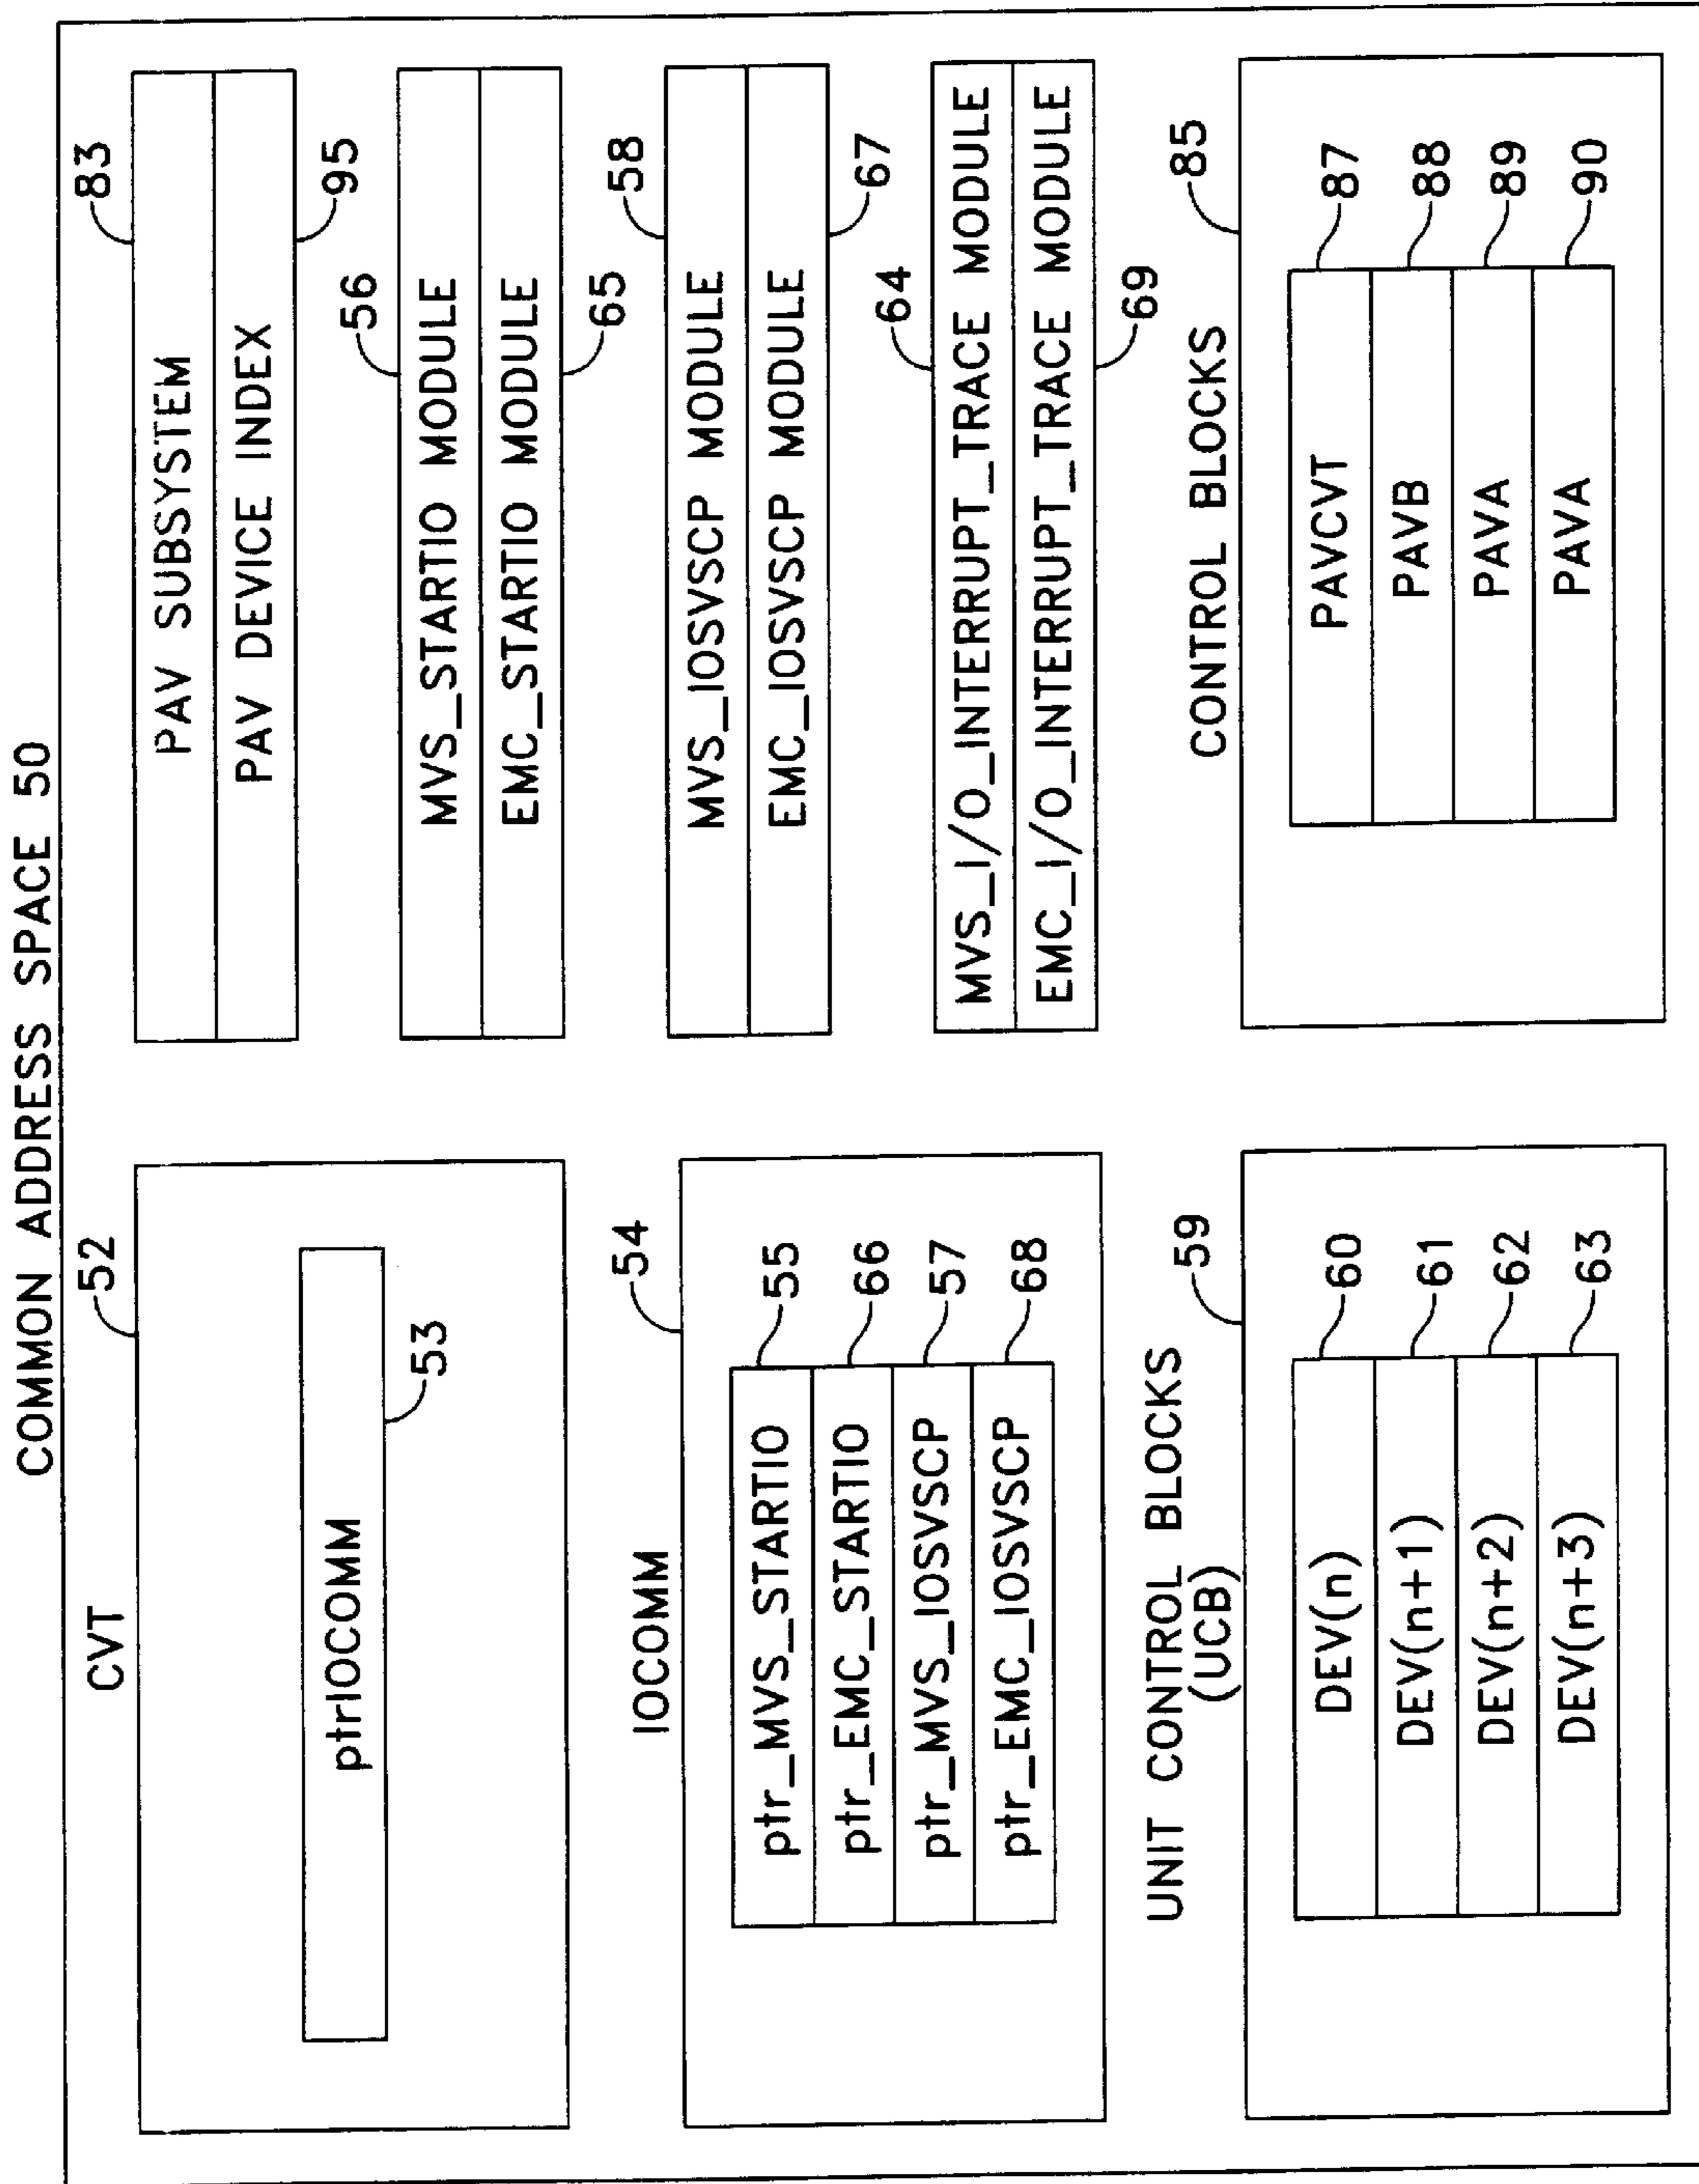 COMMON ADDRESS SPACE 50
CVT
52
ptrIOCOMM
53
IOCOMM
54
ptr_MVS_STARTIO
55
ptr_EMC_STARTIO
66
ptr_MVS_IOSVSCP
57
ptr_EMC_IOSVSCP
68
UNIT CONTROL BLOCKS
(UCB)
59
DEV(n)
60
DEV(n+1)
61
DEV(n+2)
62
DEV(n+3)
63
PAV SUBSYSTEM
83
PAV DEVICE INDEX
95
56
MVS_STARTIO MODULE
EMC_STARTIO MODULE
65
58
MVS_IOSVSCP MODULE
EMC_IOSVSCP MODULE
67
64
MVS_I/O_INTERRUPT_TRACE MODULE
EMC_I/O_INTERRUPT_TRACE MODULE
69
CONTROL BLOCKS
85
PAVCVT
87
PAVB
88
PAVA
89
PAVA
90